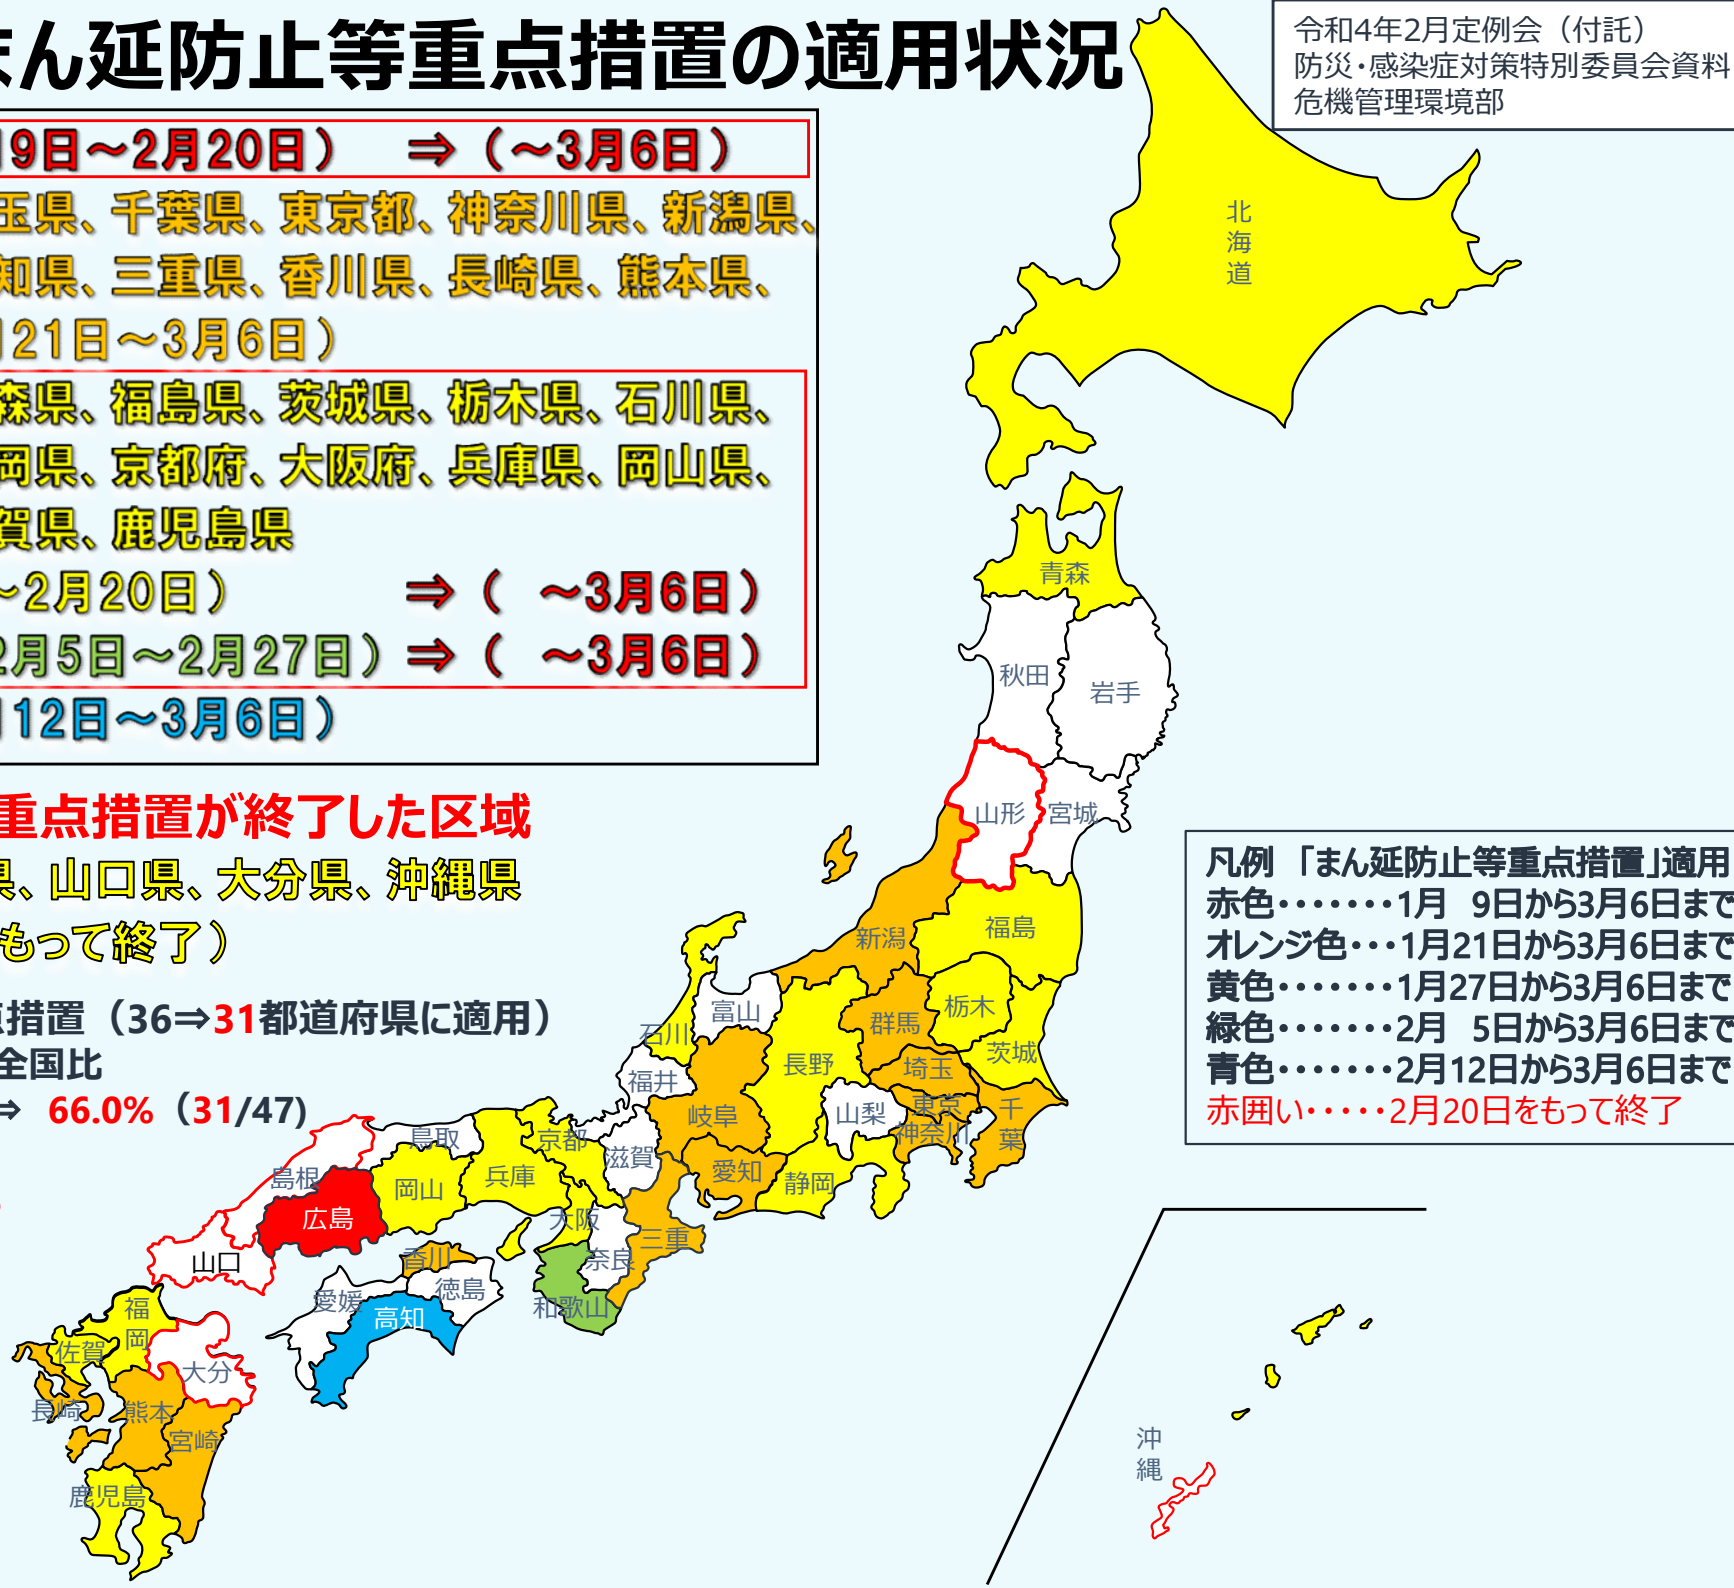 まん延防止等重点措置の適用状況
令和4年2月定例会（付託）
防災・感染症対策特別委員会資料
危機管理環境部
9日～2月20日） ⇒（～3月6日）
玉県、千葉県、東京都、神奈川県、新潟県、
知県、三重県、香川県、長崎県、熊本県、
21日～3月6日）
森県、福島県、茨城県、栃木県、石川県、
岡県、京都府、大阪府、兵庫県、岡山県、
賀県、鹿児島県
～2月20日） ⇒（ ～3月6日）
2月5日～2月27日）⇒（ ～3月6日）
12日～3月6日）
重点措置が終了した区域
県、山口県、大分県、沖縄県
もって終了）
点措置（36⇒31都道府県に適用）
全国比
⇒ 66.0%（31/47)
凡例 「まん延防止等重点措置」適用
赤色・・・・・・・1月 9日から3月6日まで
オレンジ色・・・1月21日から3月6日まで
黄色・・・・・・・1月27日から3月6日まで
緑色・・・・・・・2月 5日から3月6日まで
青色・・・・・・・2月12日から3月6日まで
赤囲い・・・・・2月20日をもって終了
北海道
青森
秋田
岩手
山形
宮城
新潟
福島
富山
石川
栃木
群馬
茨城
長野
埼玉
福井
岐阜
山梨
東京
千葉
神奈川
鳥取
京都
滋賀
島根
岡山
兵庫
愛知
静岡
広島
大阪
三重
山口
香川
奈良
愛媛
徳島
和歌山
高知
福岡
佐賀
大分
長崎
熊本
宮崎
鹿児島
沖縄